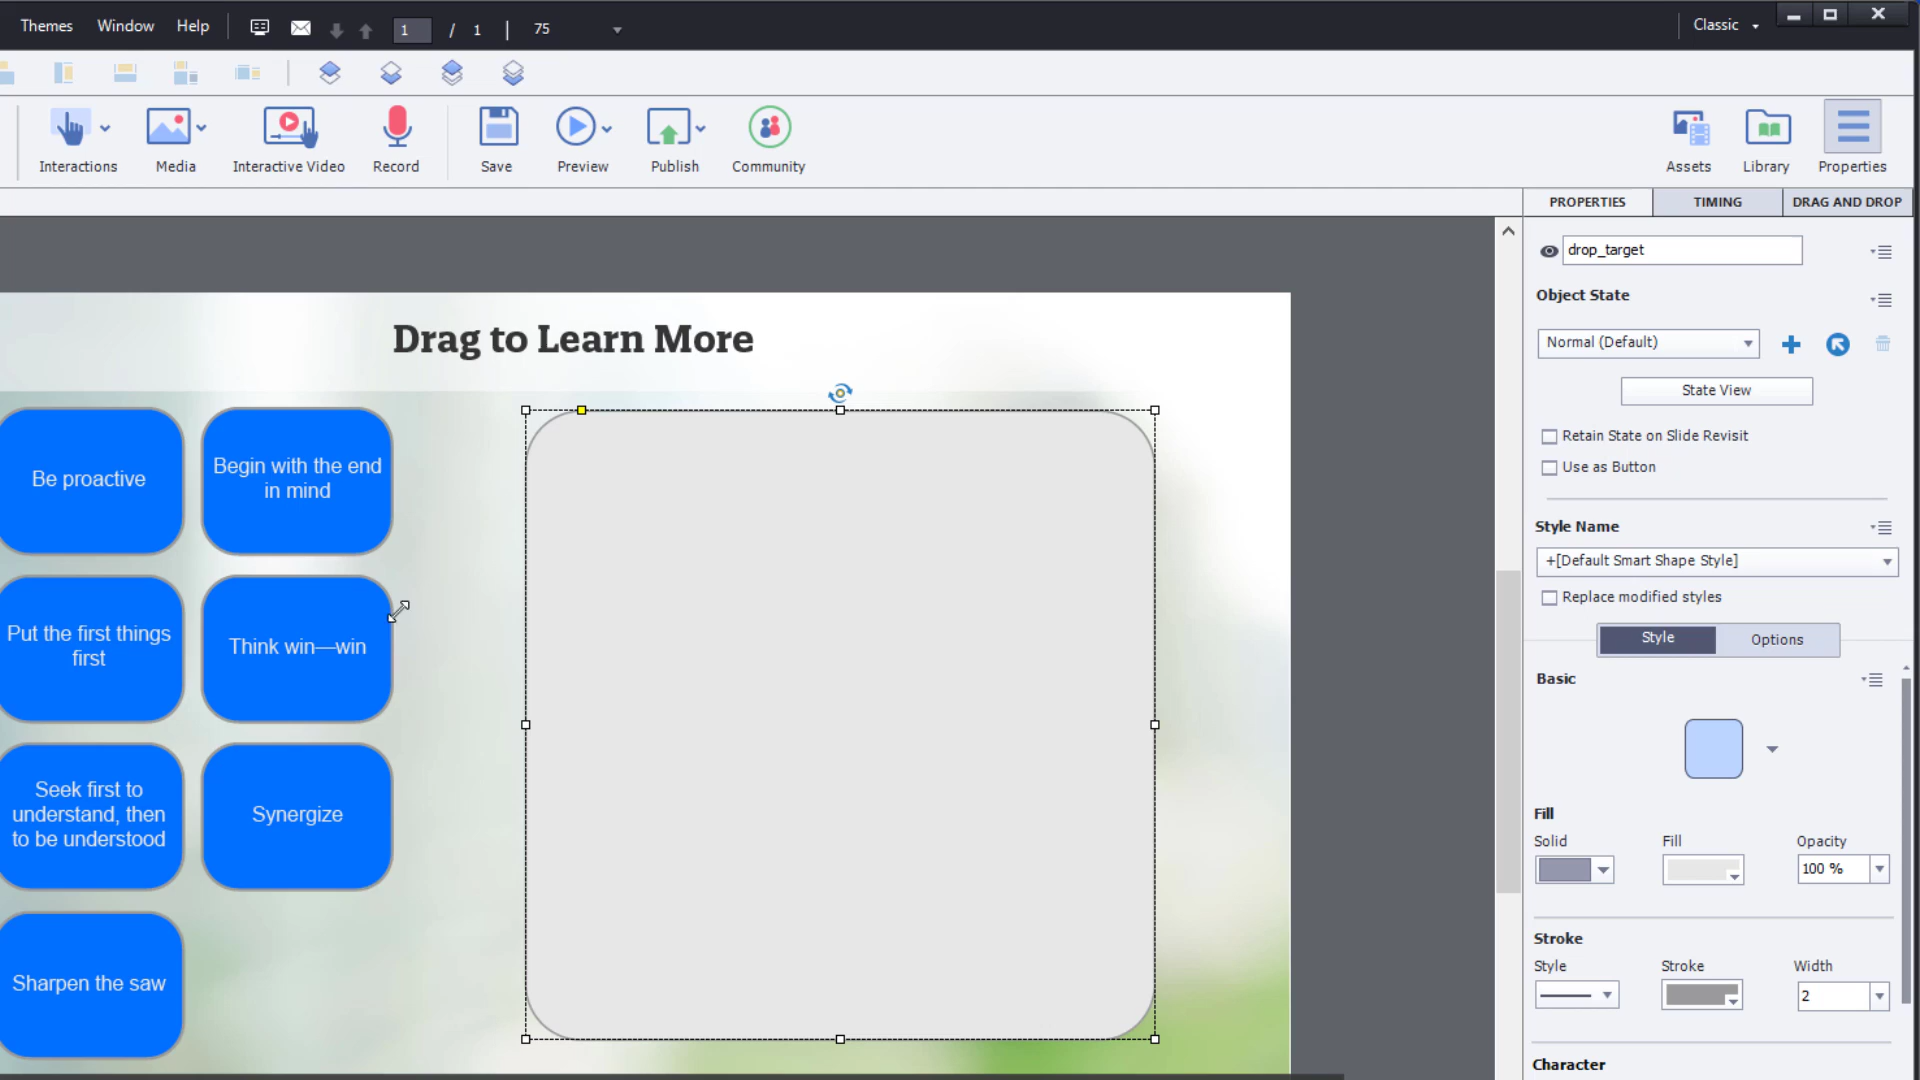 Themes Window Help 1 / 1 | 75 Classic
Interactions Media Interactive Video Record Save Preview Publish Community Assets Library Properties
PROPERTIES TIMING DRAG AND DROP
drop_target
Object State
Normal (Default)
State View
Retain State on Slide Revisit
Use as Button
Style Name
+[Default Smart Shape Style]
Replace modified styles
Style Options
Basic
Fill
Solid Fill Opacity
100 %
Stroke
Style Stroke Width
2
Character
Drag to Learn More
Be proactive
Begin with the end
in mind
Put the first things
first
Think win—win
Seek first to
understand, then
to be understood
Synergize
Sharpen the saw